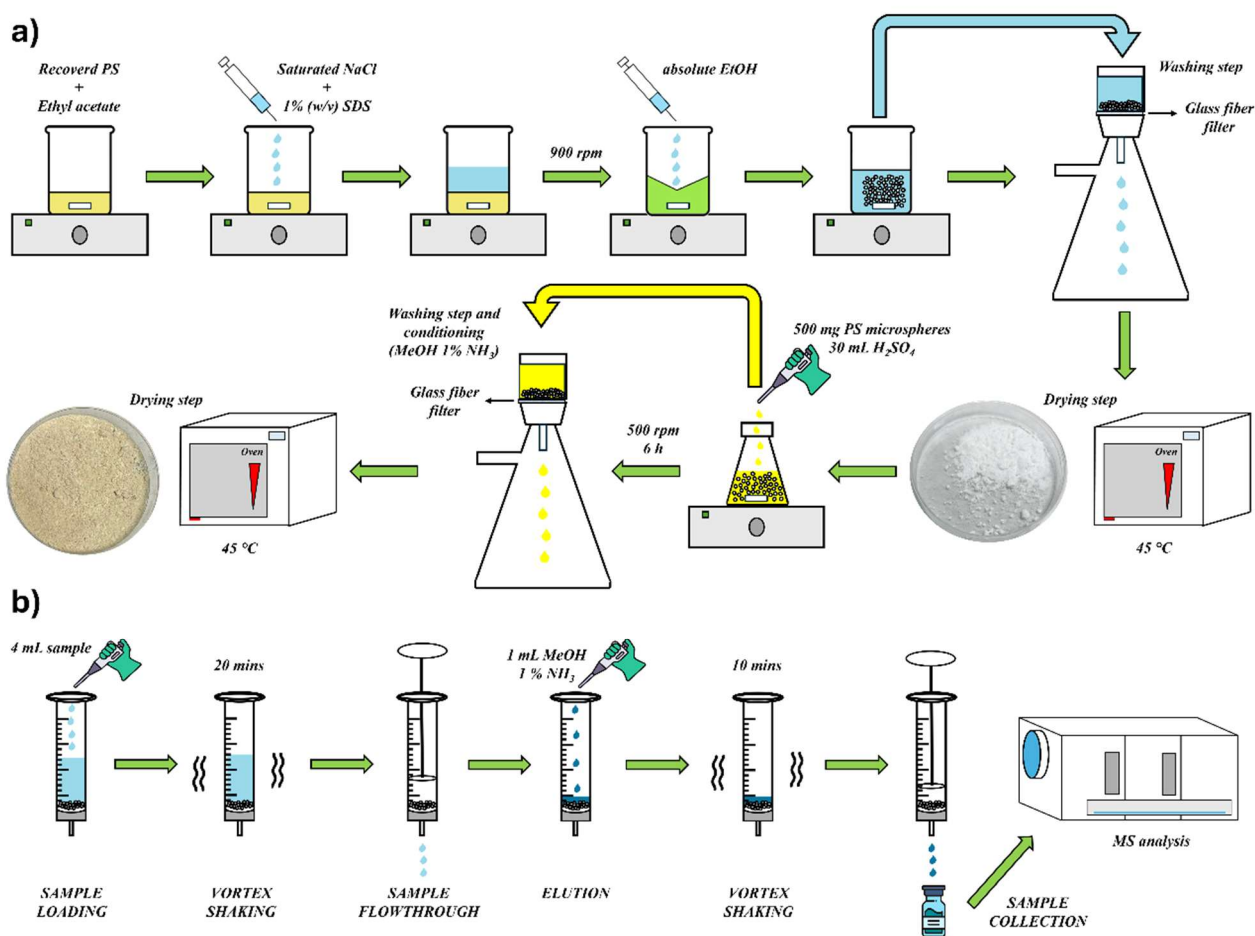 a)
Recoverd PS
+
Ethyl acetate
Saturated NaCl
+
1% (w/v) SDS
900 rpm
absolute EtOH
Washing step
Glass fiber
filter
Washing step and
conditioning
(MeOH 1% NH₃)
Glass fiber
filter
500 mg PS microspheres
30 mL H₂SO₄
500 rpm
6 h
Drying step
Oven
45 °C
Drying step
Oven
45 °C
b)
4 mL sample
20 mins
1 mL MeOH
1 % NH₃
10 mins
MS analysis
SAMPLE
LOADING
VORTEX
SHAKING
SAMPLE
FLOWTHROUGH
ELUTION
VORTEX
SHAKING
SAMPLE
COLLECTION